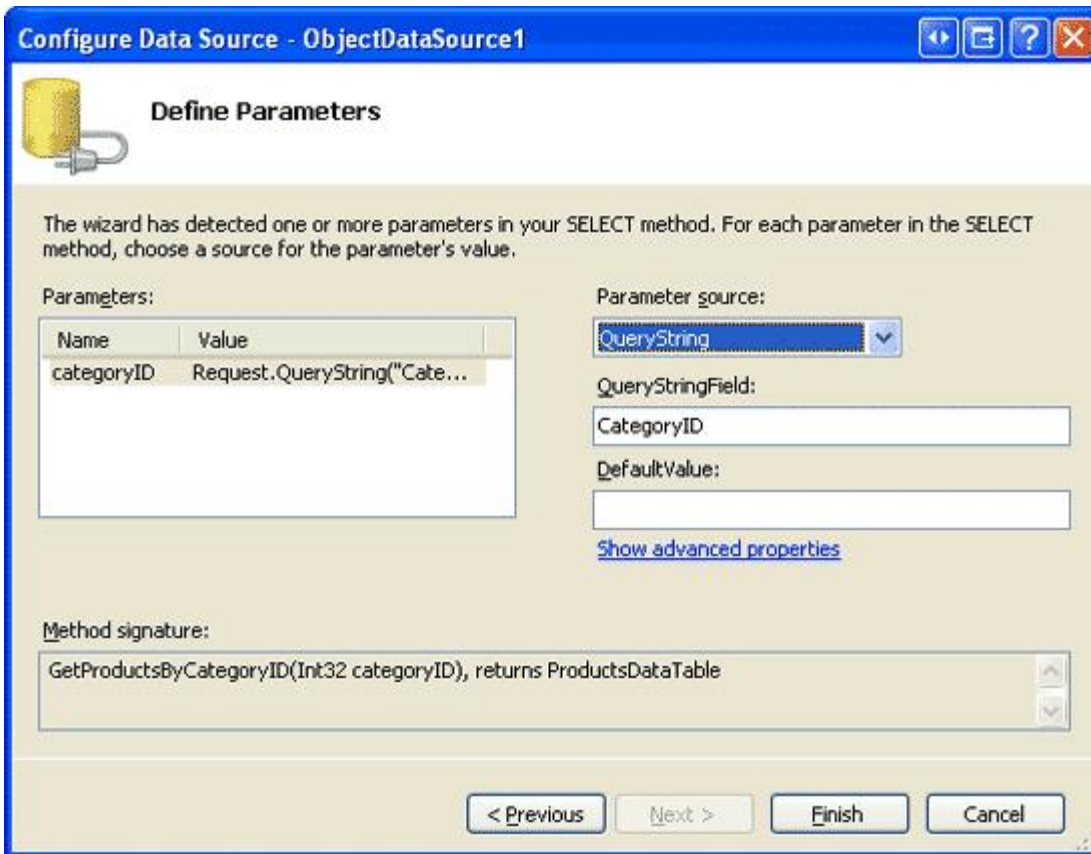 Configure Data Source - ObjectDataSource1
Define Parameters
The wizard has detected one or more parameters in your SELECT method. For each parameter in the SELECT
method, choose a source for the parameter's value.
Parameters:
Name Value
categoryID Request.QueryString("Cate...
Parameter source:
QueryString
QueryStringField:
CategoryID
DefaultValue:
Show advanced properties
Method signature:
GetProductsByCategoryID(Int32 categoryID), returns ProductsDataTable
< Previous Next > Finish Cancel